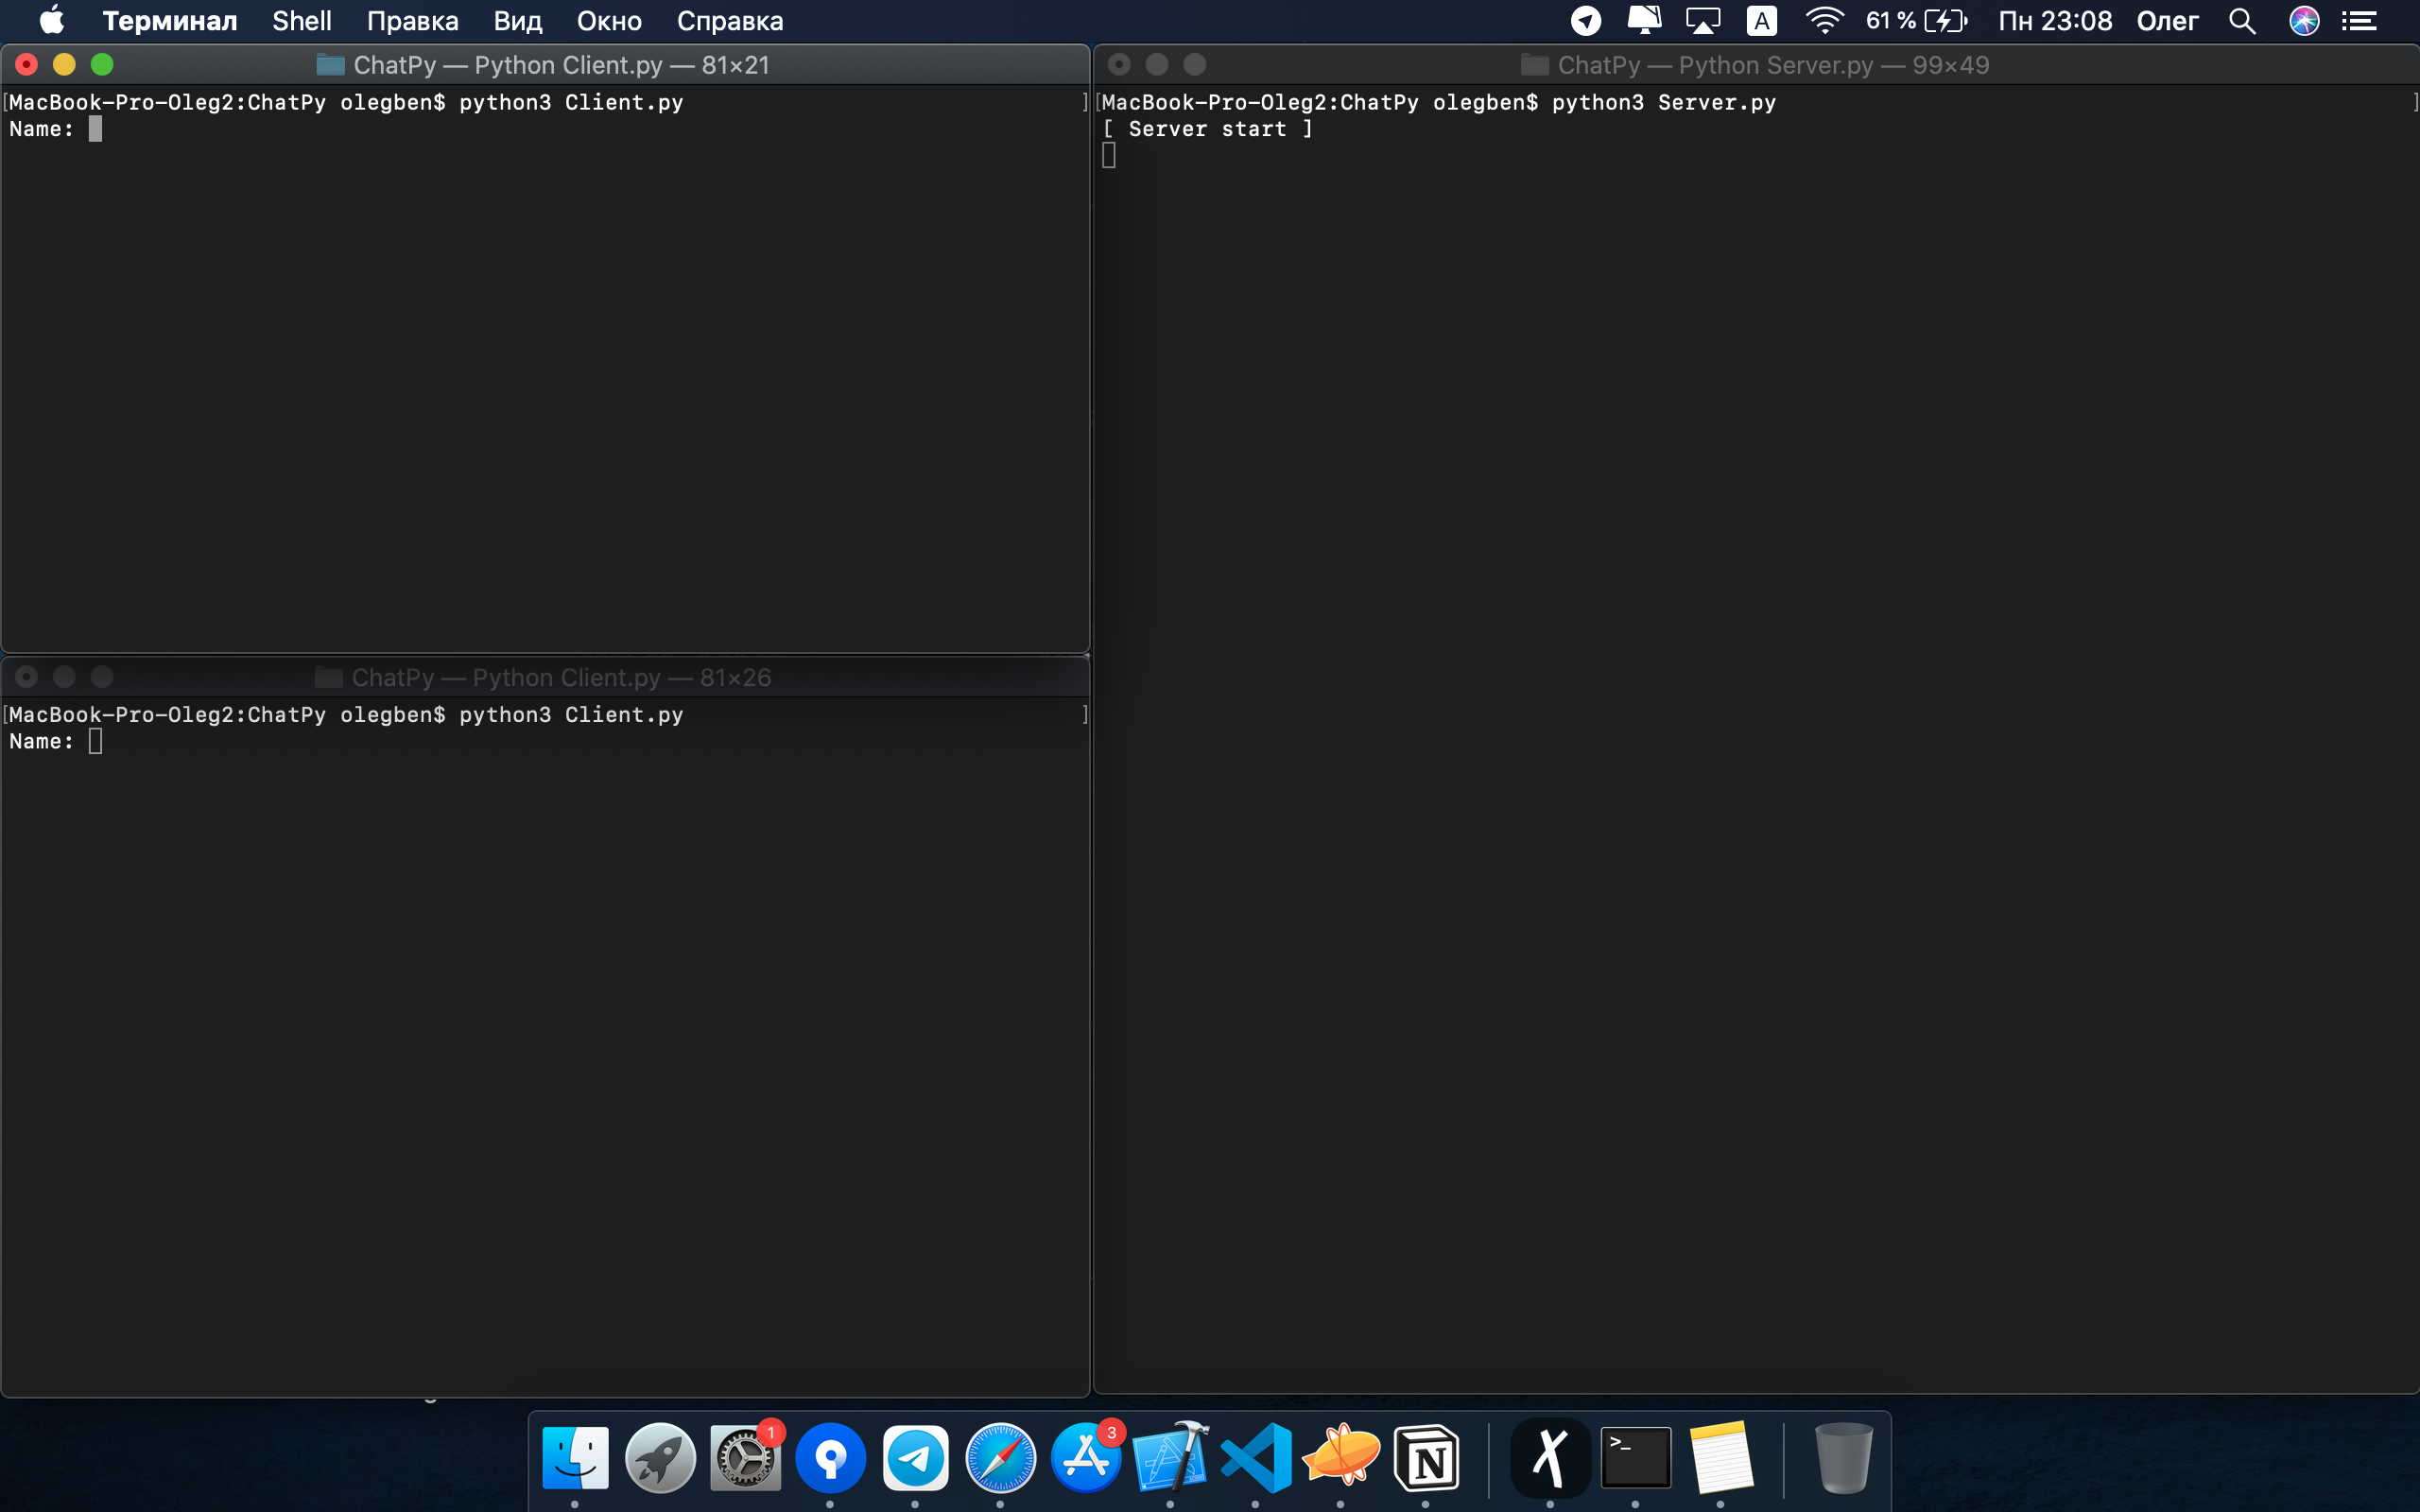 Терминал Shell Правка Вид Окно Справка
A 61 % Пн 23:08 Олег
ChatPy — Python Client.py — 81×21
[MacBook-Pro-Oleg2:ChatPy olegben$ python3 Client.py ]
Name:
ChatPy — Python Server.py — 99×49
[MacBook-Pro-Oleg2:ChatPy olegben$ python3 Server.py ]
[ Server start ]
ChatPy — Python Client.py — 81×26
[MacBook-Pro-Oleg2:ChatPy olegben$ python3 Client.py ]
Name:
1
3
N
X
>_